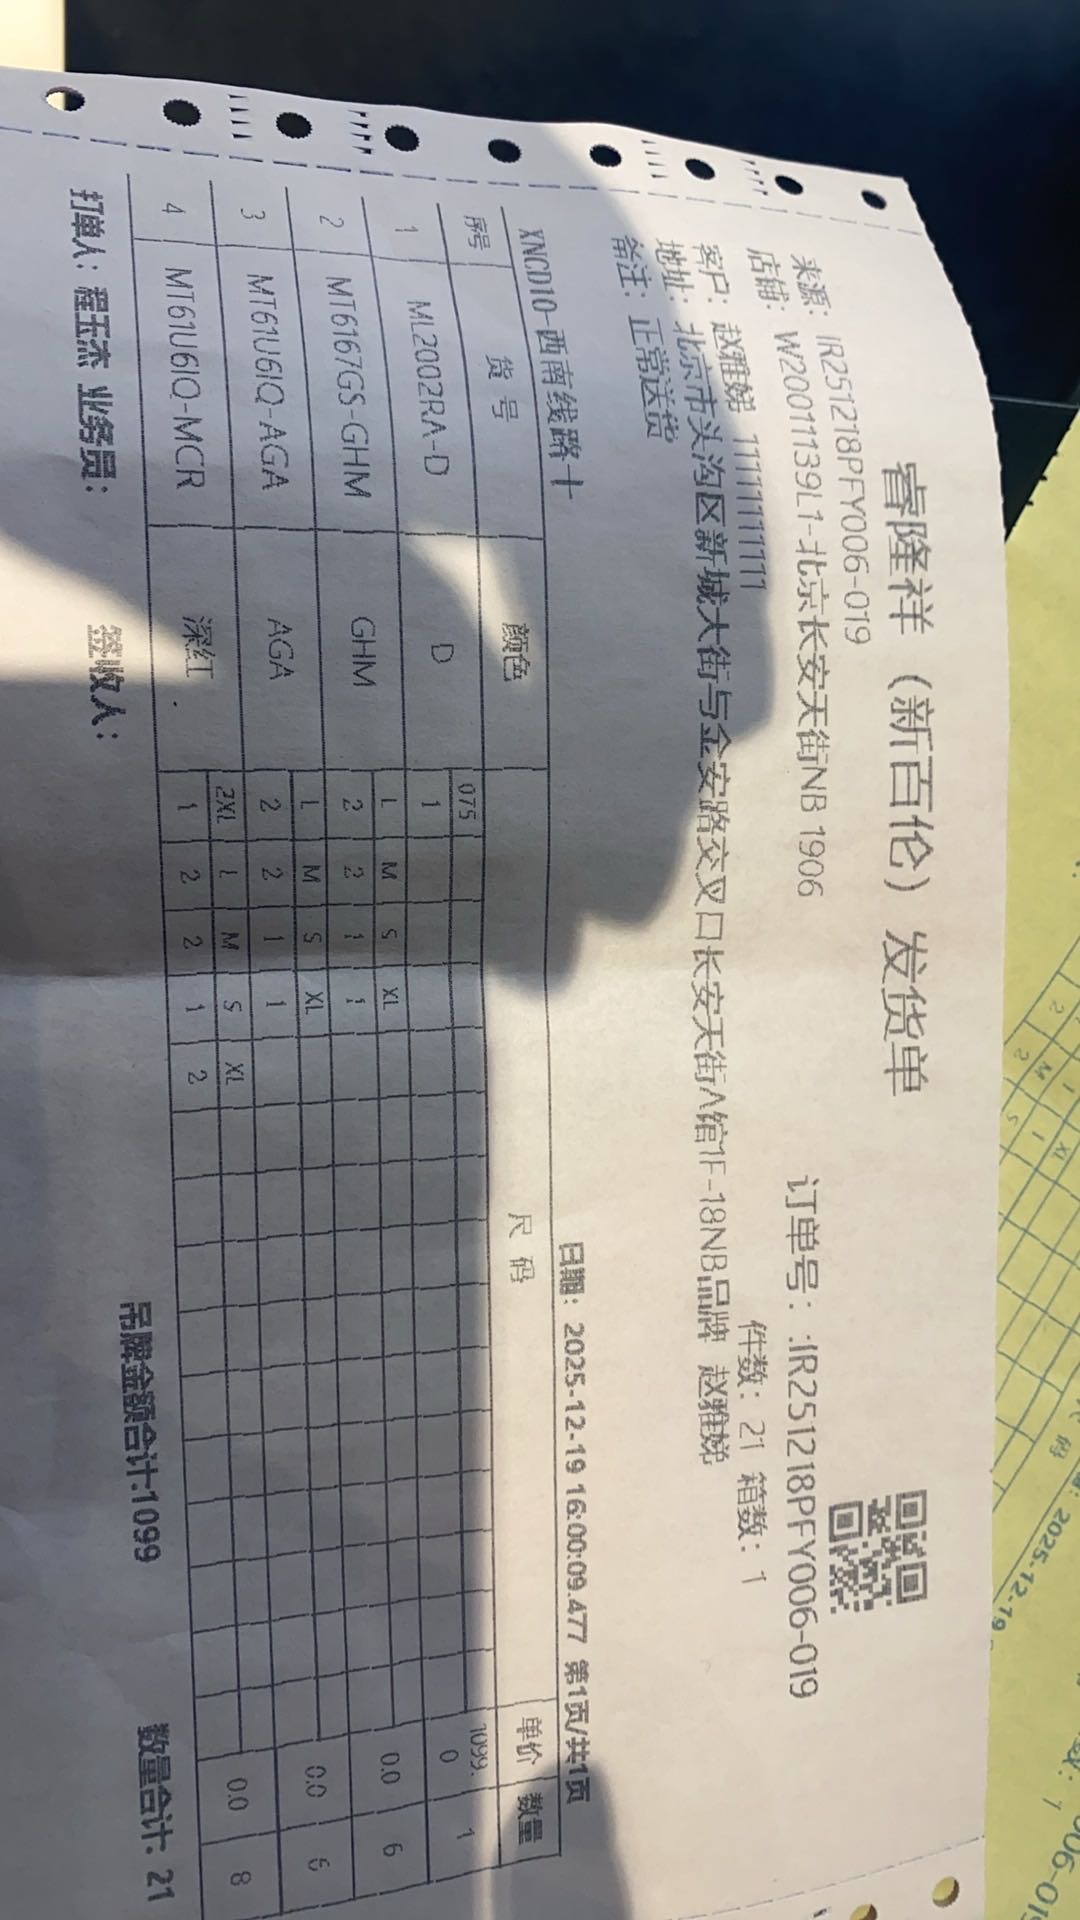 睿隆祥（新百伦）发货单
来源: IR251218PFY006-019
订单号: :IR251218PFY006-019
店铺: W20011139L1-北京长安天街NB 1906
件数: 21 箱数: 1
客户: 赵雅娣 11111111111
地址: 北京市头沟区新城大街与金安路交叉口长安天街A馆1F-18NB品牌 赵雅娣
备注: 正常送货
XNCD10-西南线路十
日期: 2025-12-19 16:00:09.477 第1页/共1页
序号 货号 颜色 尺码 单价 数量
1 ML2002RA-D D 075 1 1099.0 1
2 MT6167GS-GHM GHM L M S XL 0.0 6
2 2 1 1
3 MT61U6IQ-AGA AGA L M S XL 0.0 6
2 2 1 1
4 MT61U6IQ-MCR 深红 2XL L M S XL 0.0 8
1 2 2 1 2
吊牌金额合计:1099 数量合计: 21
打单人: 程玉杰 业务员: 签收人:
2025-12-19